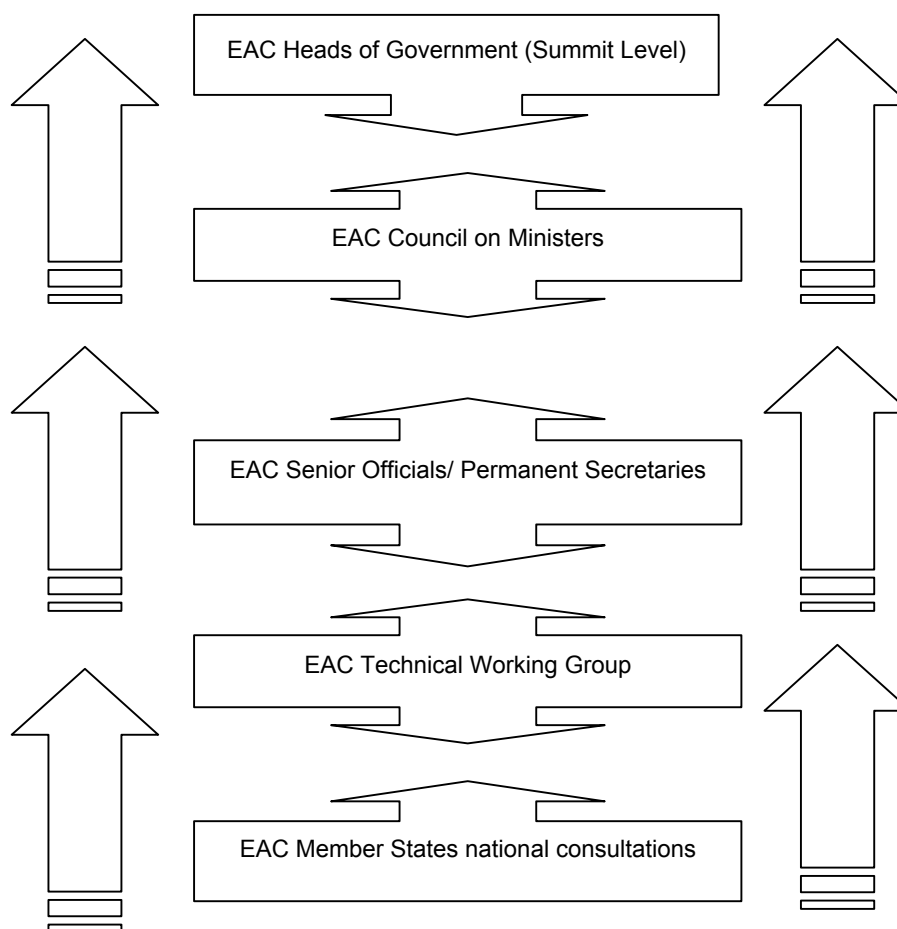 EAC Heads of Government (Summit Level)
EAC Council on Ministers
EAC Senior Officials/ Permanent Secretaries
EAC Technical Working Group
EAC Member States national consultations